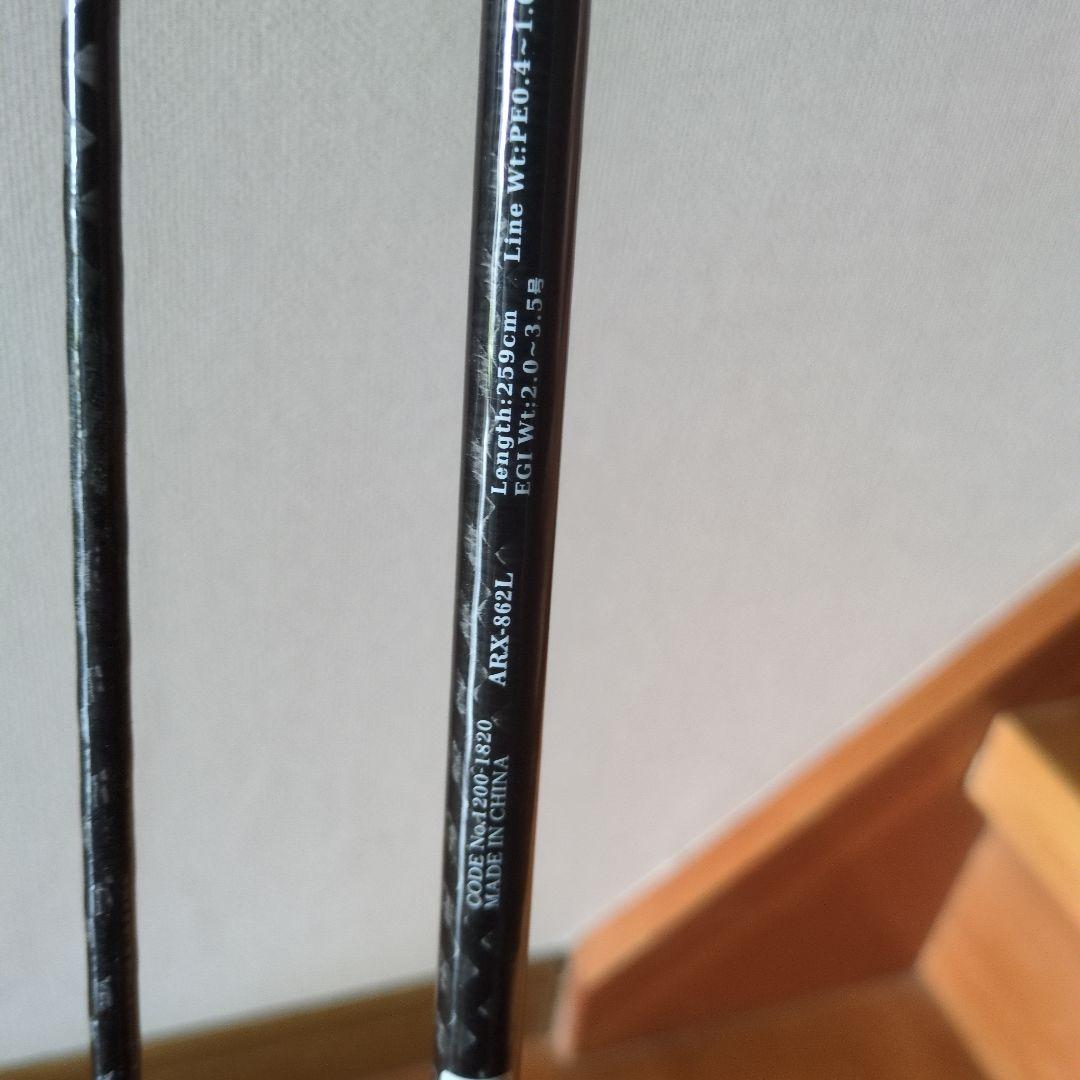 CODE No.1200-1820
MADE IN CHINA
ARX-862L
Length:259cm
EGI Wt:2.0~3.5号
Line Wt:PE0.4~1.